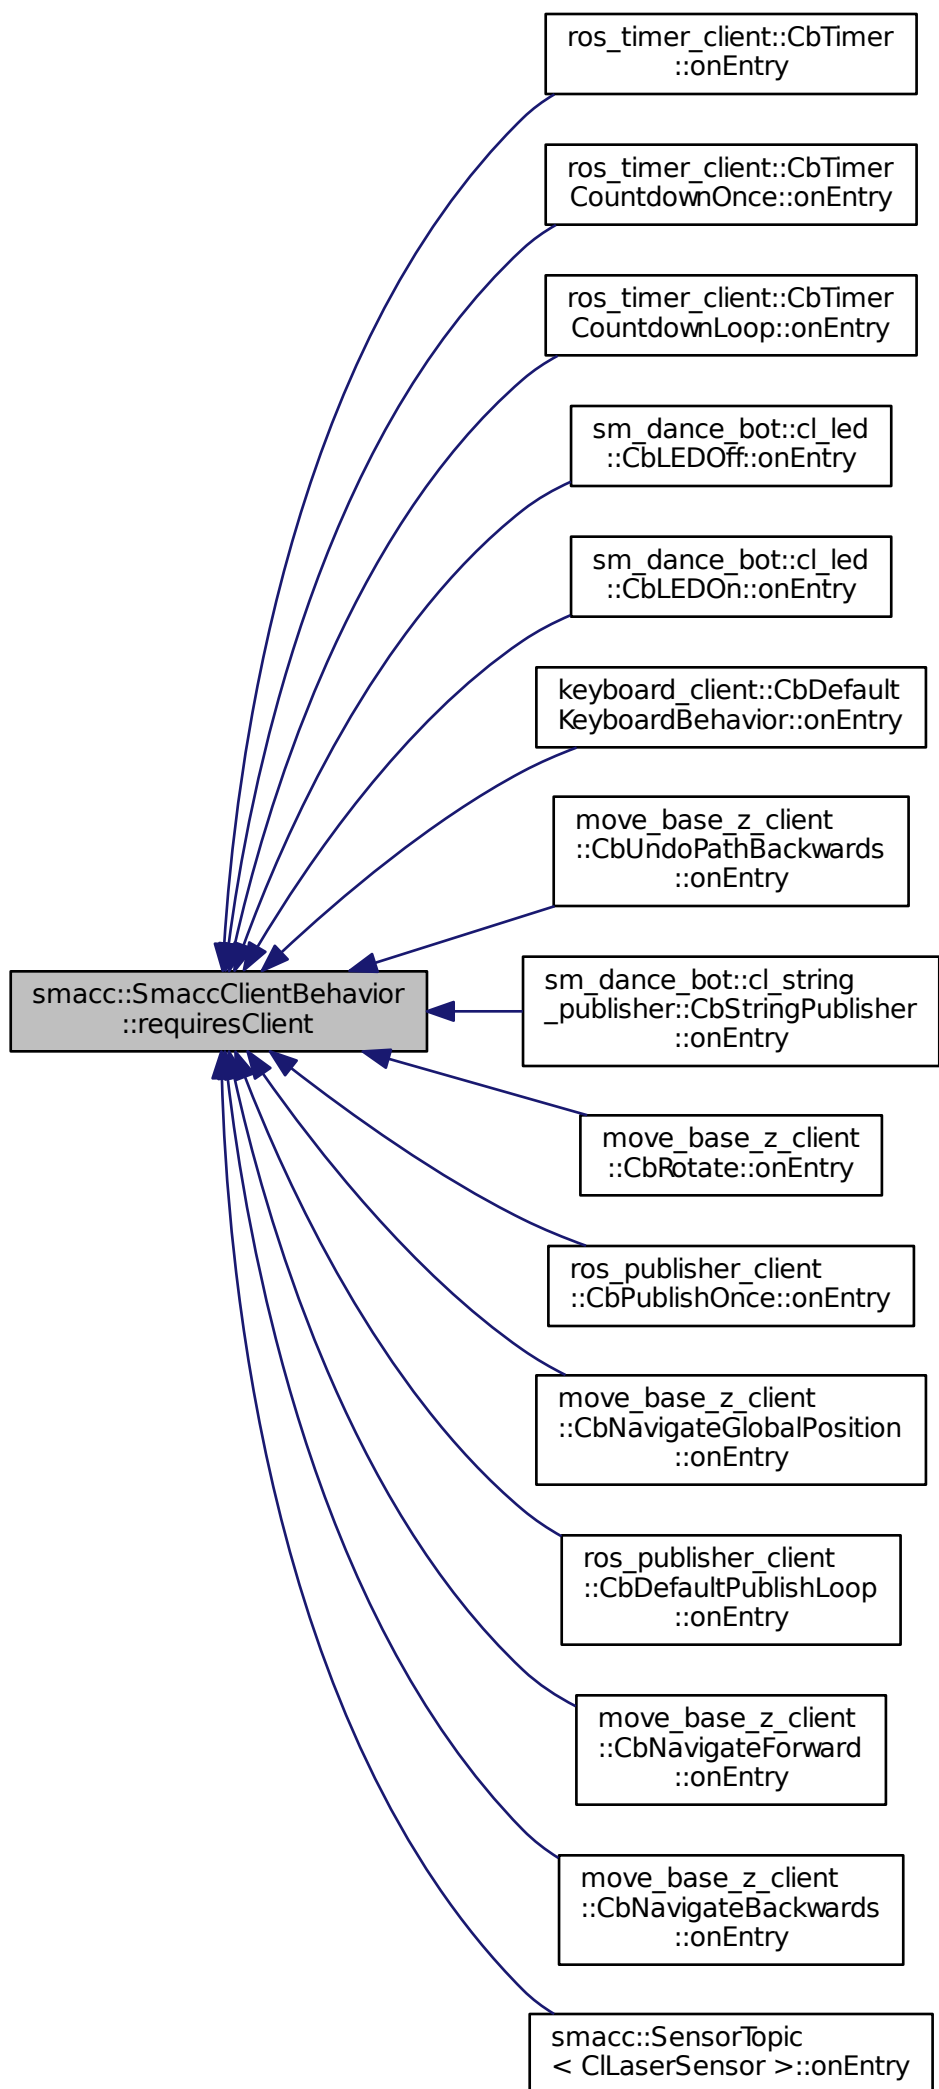 ros_timer_client::CbTimer
::onEntry
ros_timer_client::CbTimer
CountdownOnce::onEntry
ros_timer_client::CbTimer
CountdownLoop::onEntry
sm_dance_bot::cl_led
::CbLEDOff::onEntry
sm_dance_bot::cl_led
::CbLEDOn::onEntry
keyboard_client::CbDefault
KeyboardBehavior::onEntry
move_base_z_client
::CbUndoPathBackwards
::onEntry
smacc::SmaccClientBehavior
::requiresClient
sm_dance_bot::cl_string
_publisher::CbStringPublisher
::onEntry
move_base_z_client
::CbRotate::onEntry
ros_publisher_client
::CbPublishOnce::onEntry
move_base_z_client
::CbNavigateGlobalPosition
::onEntry
ros_publisher_client
::CbDefaultPublishLoop
::onEntry
move_base_z_client
::CbNavigateForward
::onEntry
move_base_z_client
::CbNavigateBackwards
::onEntry
smacc::SensorTopic
< ClLaserSensor >::onEntry